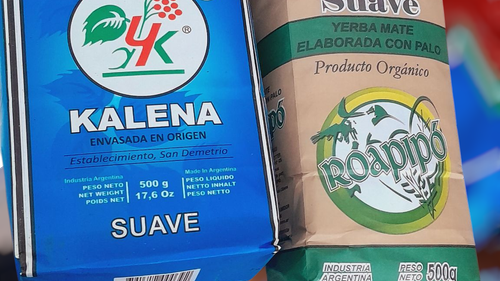 YK
®
KALENA
ENVASADA EN ORIGEN
Establecimiento, San Demetrio
Industria Argentina
PESO NETO
NET WEIGHT
POIDS NET
500 g
17,6 Oz
Made In Argentina
PESO LIQUIDO
NETTO INHALT
PESO NETTO
SUAVE
Suave
YERBA MATE
ELABORADA CON PALO
Producto Orgánico
ROAPIPÓ
INDUSTRIA
ARGENTINA
PESO
NETO
500g